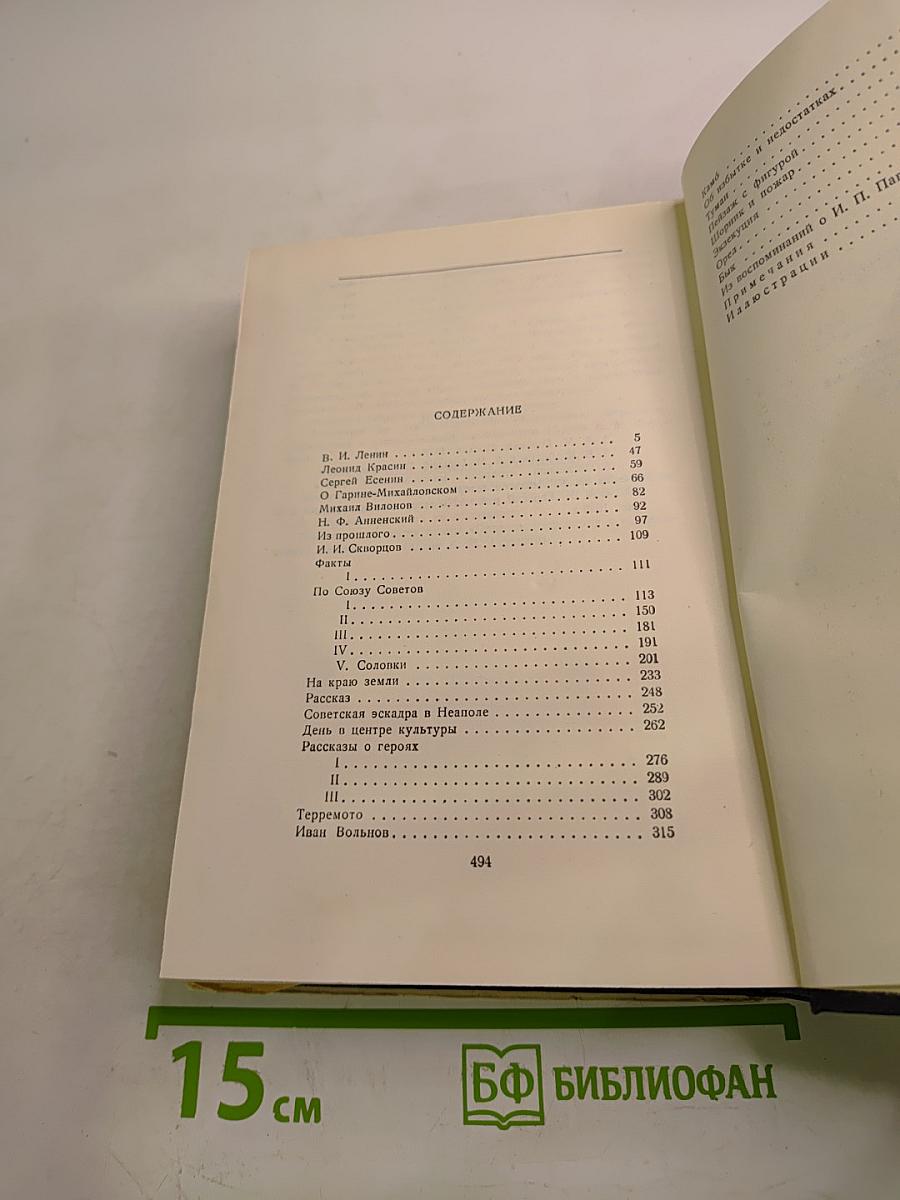 СОДЕРЖАНИЕ
В. И. Ленин . . . . . . . . . . . . . . . . . . . . 5
Леонид Красин . . . . . . . . . . . . . . . . . . . . 47
Сергей Есенин . . . . . . . . . . . . . . . . . . . . 59
О Гарине-Михайловском . . . . . . . . . . . . . . . . 66
Михаил Вилонов . . . . . . . . . . . . . . . . . . . . 82
Н. Ф. Анненский . . . . . . . . . . . . . . . . . . . . 92
Из прошлого . . . . . . . . . . . . . . . . . . . . 97
И. И. Скворцов . . . . . . . . . . . . . . . . . . . . 109
Факты
I . . . . . . . . . . . . . . . . . . . . 111
По Союзу Советов
I . . . . . . . . . . . . . . . . . . . . 113
II . . . . . . . . . . . . . . . . . . . . 150
III . . . . . . . . . . . . . . . . . . . . 181
IV . . . . . . . . . . . . . . . . . . . . 191
V. Соловки . . . . . . . . . . . . . . . . . . 201
На краю земли . . . . . . . . . . . . . . . . . . . . 233
Рассказ . . . . . . . . . . . . . . . . . . . . 248
Советская эскадра в Неаполе . . . . . . . . . . . . 252
День в центре культуры . . . . . . . . . . . . . . 262
Рассказы о героях
I . . . . . . . . . . . . . . . . . . . . 276
II . . . . . . . . . . . . . . . . . . . . 289
III . . . . . . . . . . . . . . . . . . . . 302
Терремото . . . . . . . . . . . . . . . . . . . . 308
Иван Вольнов . . . . . . . . . . . . . . . . . . . . 315
494
Камб . . . . . . . . . .
Об избытке и недостатках . . . .
Туман . . . . . . . . . .
Пейзаж с фигурой . . . . . .
Шорник и пожар . . . . . .
Экзекуция . . . . . . . .
Орел . . . . . . . . . .
Бык . . . . . . . . . .
Из воспоминаний о И. П. Пав
Примечания . . . . . . . .
Иллюстрации . . . . . . . .
15 см
БФ БИБЛИОФАН